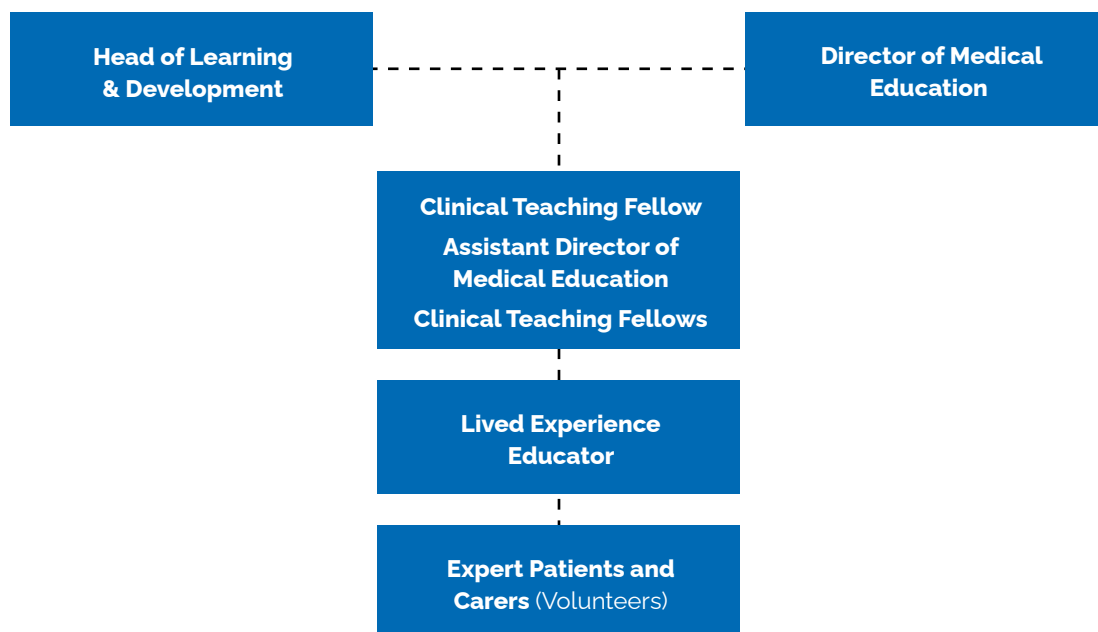 Head of Learning
& Development
Director of Medical
Education
Clinical Teaching Fellow
Assistant Director of
Medical Education
Clinical Teaching Fellows
Lived Experience
Educator
Expert Patients and
Carers (Volunteers)